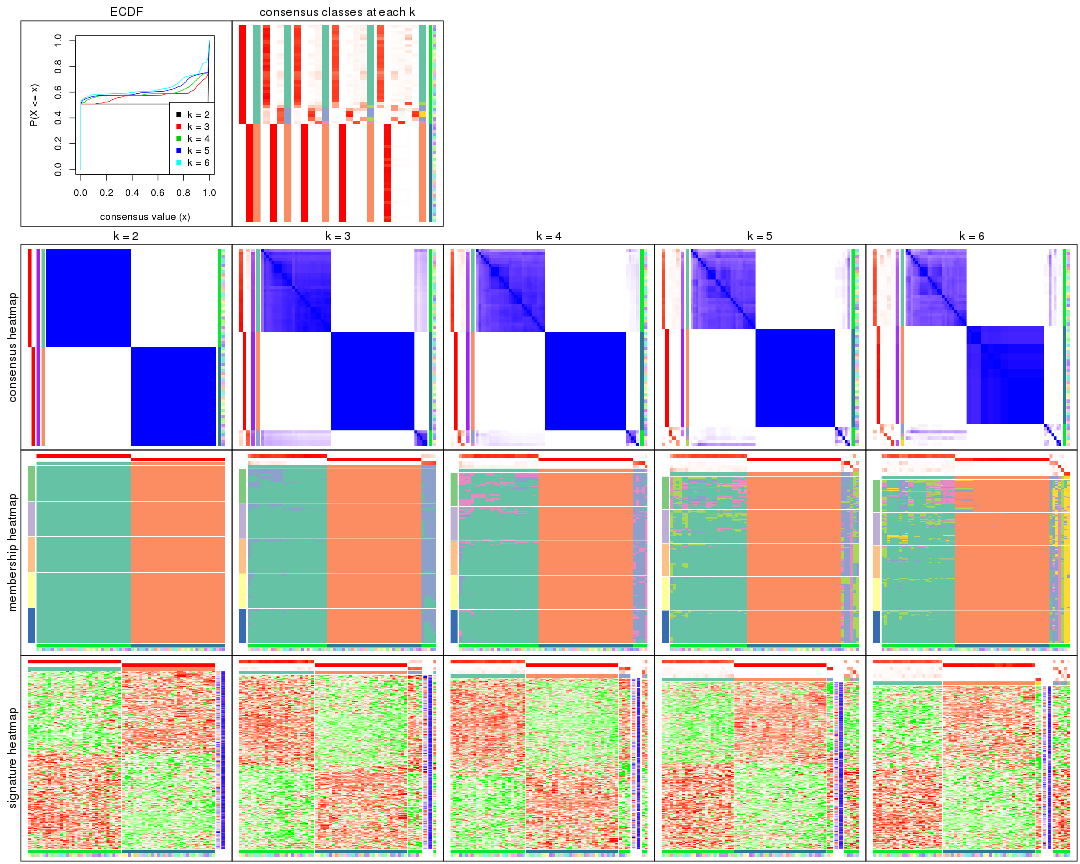 ECDF
consensus classes at each k
P(X <= x)
0.0 0.2 0.4 0.6 0.8 1.0
k = 2
k = 3
k = 4
k = 5
k = 6
0.0 0.2 0.4 0.6 0.8 1.0
consensus value (x)
k = 2
k = 3
k = 4
k = 5
k = 6
consensus heatmap
membership heatmap
signature heatmap